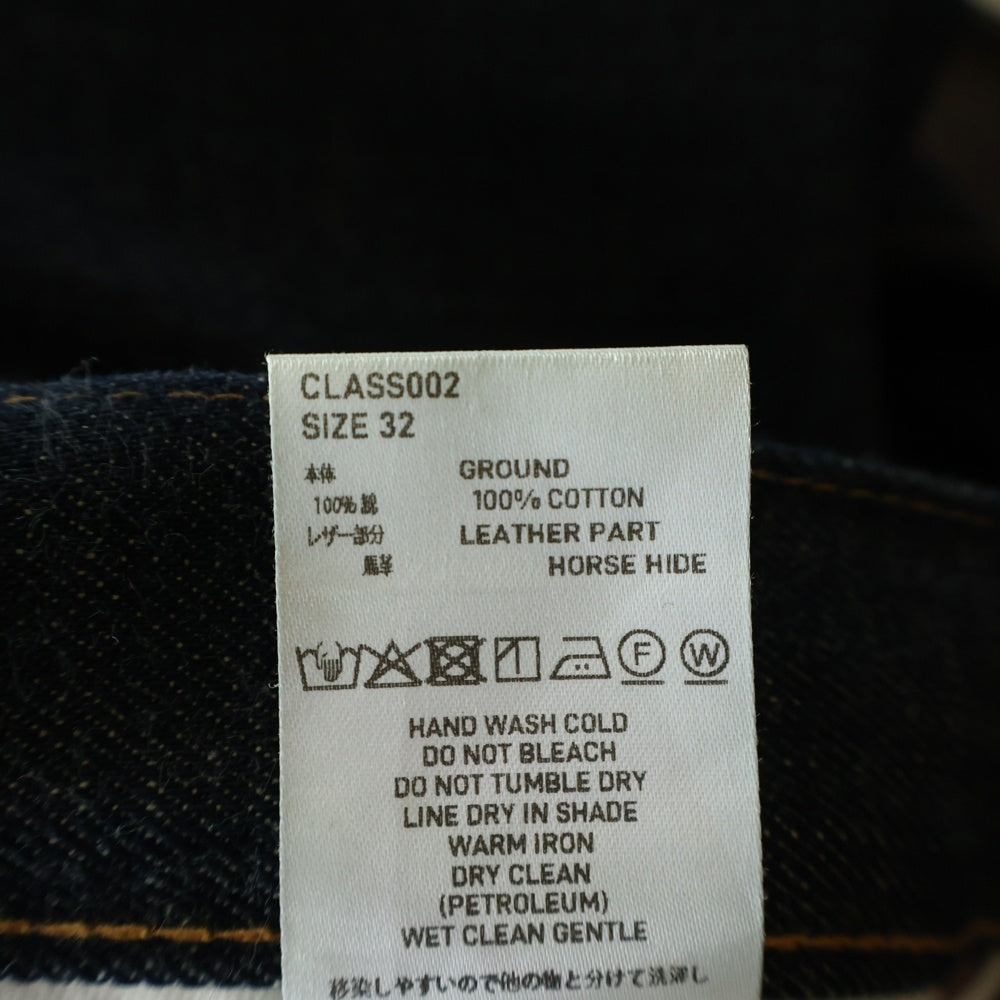 CLASS002
SIZE 32
本体 GROUND
100% 綿 100% COTTON
レザー部分 LEATHER PART
馬革 HORSE HIDE
F W
HAND WASH COLD
DO NOT BLEACH
DO NOT TUMBLE DRY
LINE DRY IN SHADE
WARM IRON
DRY CLEAN
(PETROLEUM)
WET CLEAN GENTLE
移染しやすいので他の物と分けて洗濯し